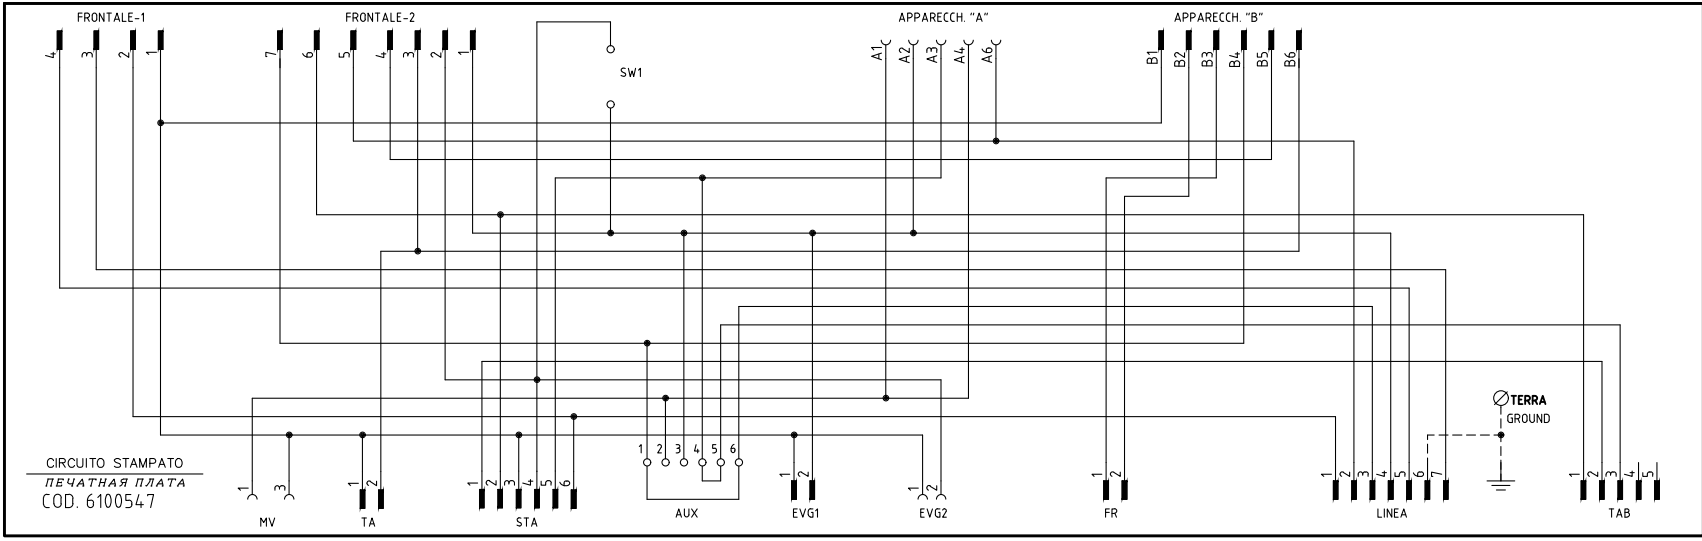 FRONTALE-1 FRONTALE-2 APPARECCH. "A" APPARECCH. "B"
4 3 2 1 7 6 5 4 3 2 1 A1 A2 A3 A4 A6 B1 B2 B3 B4 B5 B6
SW1
TERRA
GROUND
1 2 3 4 5 6
CIRCUITO STAMPATO
ПЕЧАТНАЯ ПЛАТА
COD. 6100547
1 3 1 2 1 2 3 4 5 6 1 2 1 2 1 2 1 2 3 4 5 6 7 1 2 3 4 5
MV TA STA AUX EVG1 EVG2 FR LINEA TAB